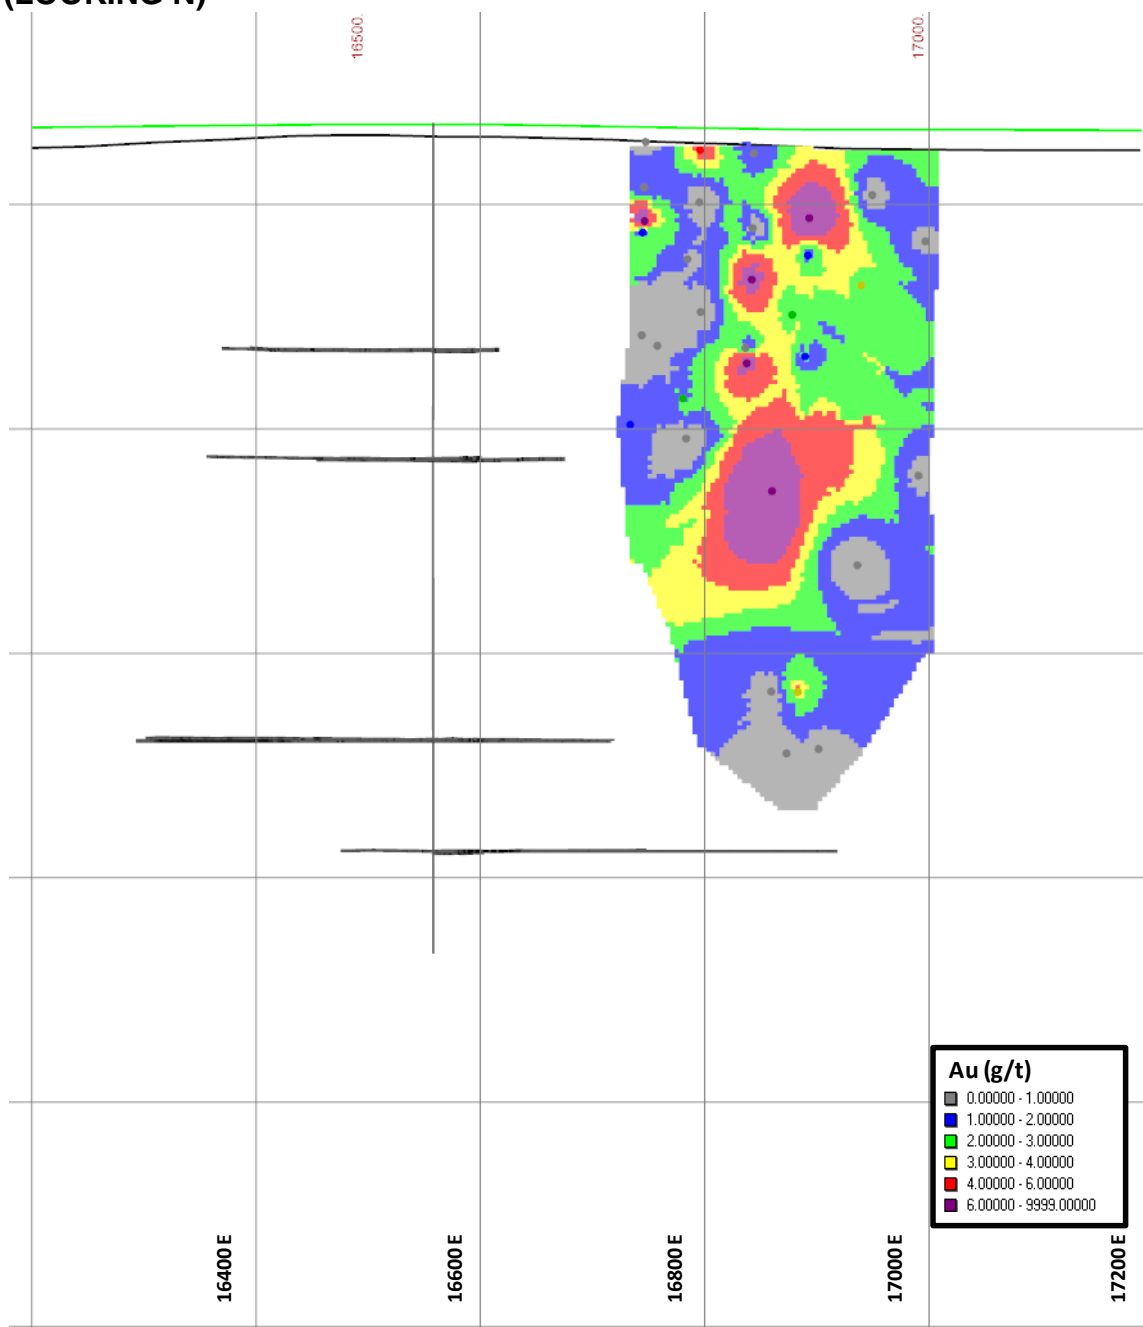 (LOOKING N)
16500.
17000.
Au (g/t)
0.00000 - 1.00000
1.00000 - 2.00000
2.00000 - 3.00000
3.00000 - 4.00000
4.00000 - 6.00000
6.00000 - 9999.00000
16400 E
16600 E
16800 E
17000 E
17200 E